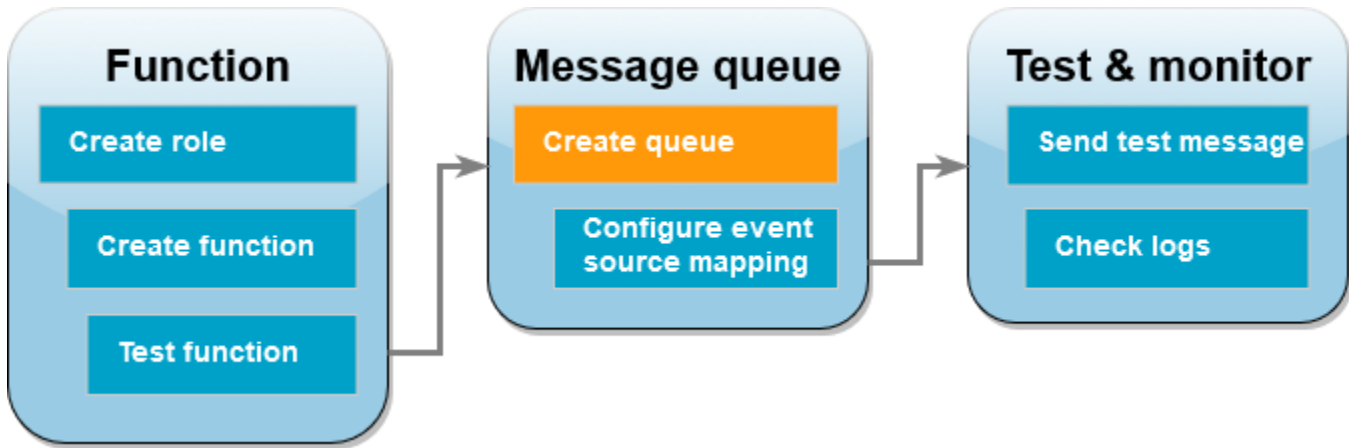 Function
Create role
Create function
Test function
Message queue
Create queue
Configure event
source mapping
Test & monitor
Send test message
Check logs